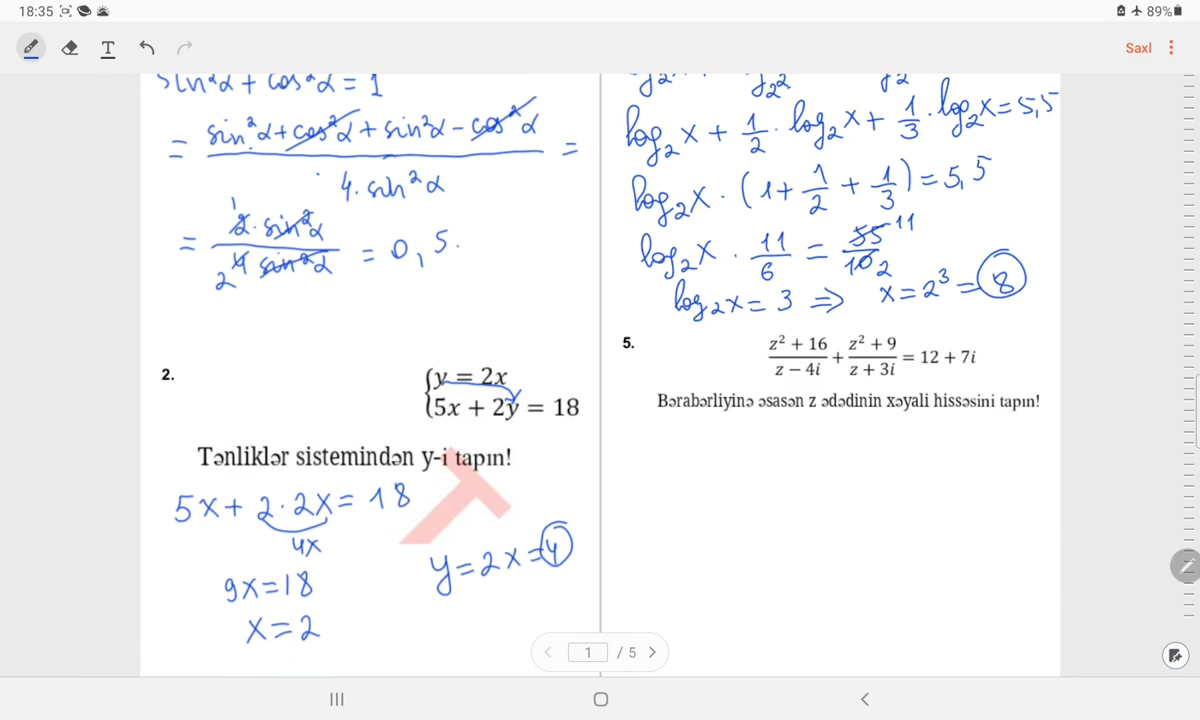 18:35
89%
Saxl
sin²α + cos²α = 1
= sin²α+cos²α+sin²α-cos²α / 4·sin²α =
= 2·sin²α / 4 sin²α = 0,5.
1
2
2.
{y = 2x
5x + 2y = 18
Tənliklər sistemindən y-i tapın!
5x + 2·2x = 18
4x
9x=18
x=2
y=2x=4
log₂x + 1/2 · log₂x + 1/3 · log₂x = 5,5
log₂x · (1 + 1/2 + 1/3) = 5,5
log₂x · 11/6 = 55/10 11 2
log₂x = 3 ⇒ x = 2³ = 8
5.
z² + 16 / z − 4i + z² + 9 / z + 3i = 12 + 7i
Bərabərliyinə əsasən z ədədinin xəyali hissəsini tapın!
1 / 5